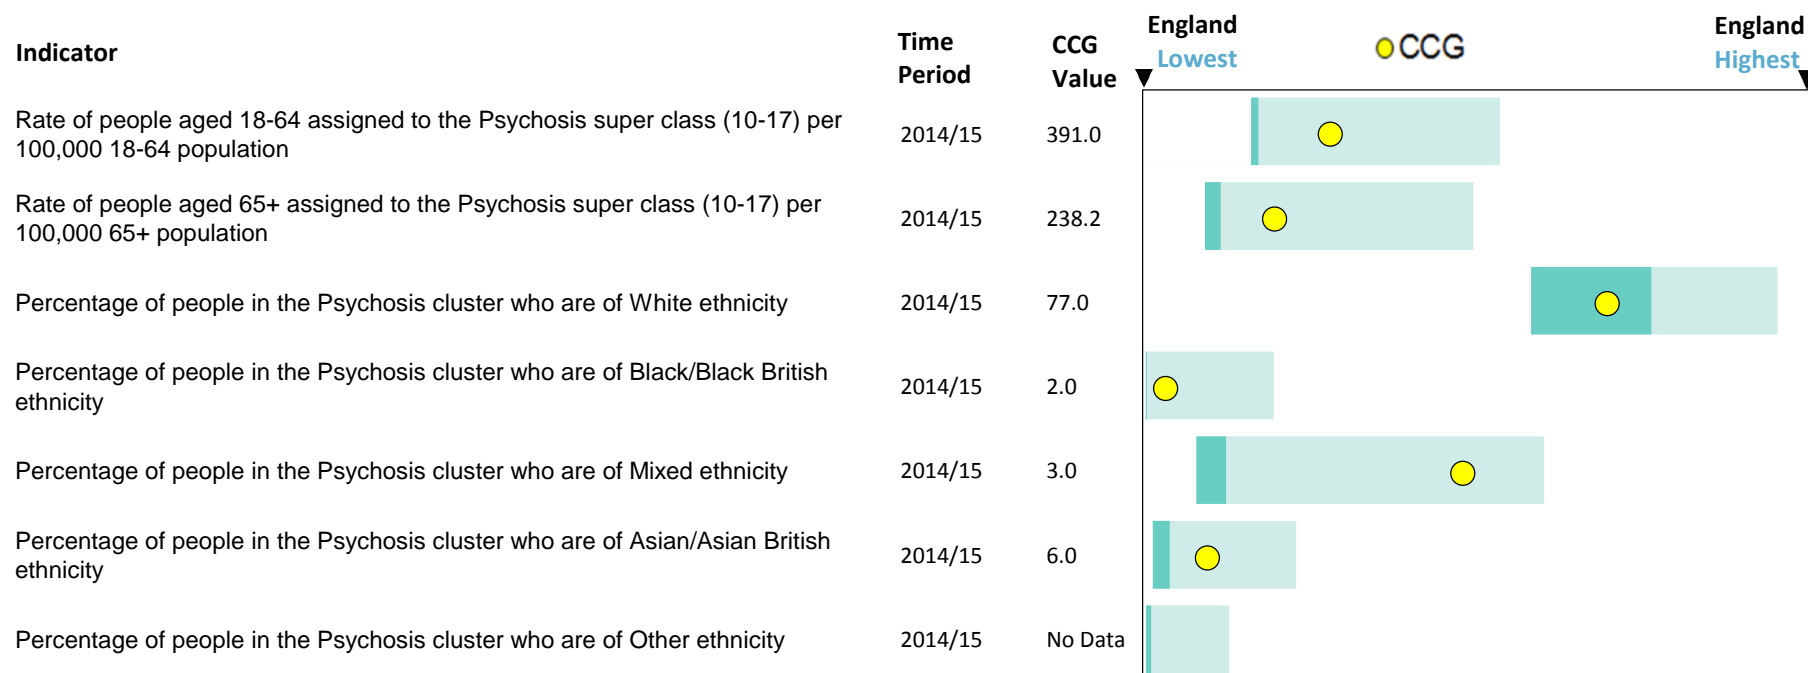 Indicator
Time Period
CCG Value
England Lowest
CCG
England Highest
Rate of people aged 18-64 assigned to the Psychosis super class (10-17) per
100,000 18-64 population
2014/15
391.0
Rate of people aged 65+ assigned to the Psychosis super class (10-17) per
100,000 65+ population
2014/15
238.2
Percentage of people in the Psychosis cluster who are of White ethnicity
2014/15
77.0
Percentage of people in the Psychosis cluster who are of Black/Black British
ethnicity
2014/15
2.0
Percentage of people in the Psychosis cluster who are of Mixed ethnicity
2014/15
3.0
Percentage of people in the Psychosis cluster who are of Asian/Asian British
ethnicity
2014/15
6.0
Percentage of people in the Psychosis cluster who are of Other ethnicity
2014/15
No Data